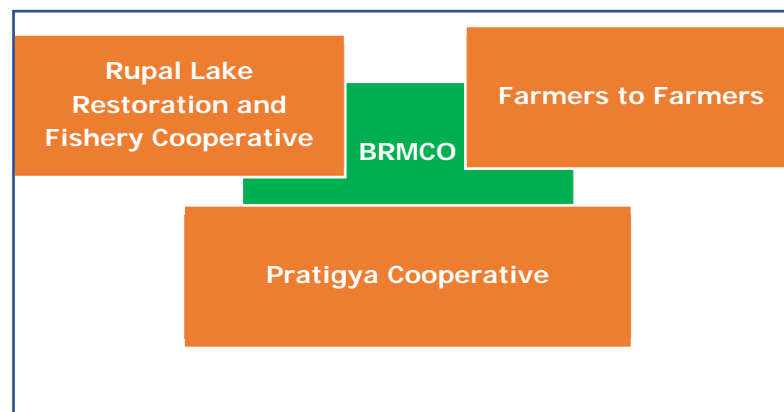 Rupal Lake
Restoration and
Fishery Cooperative
Farmers to Farmers
BRMCO
Pratigya Cooperative